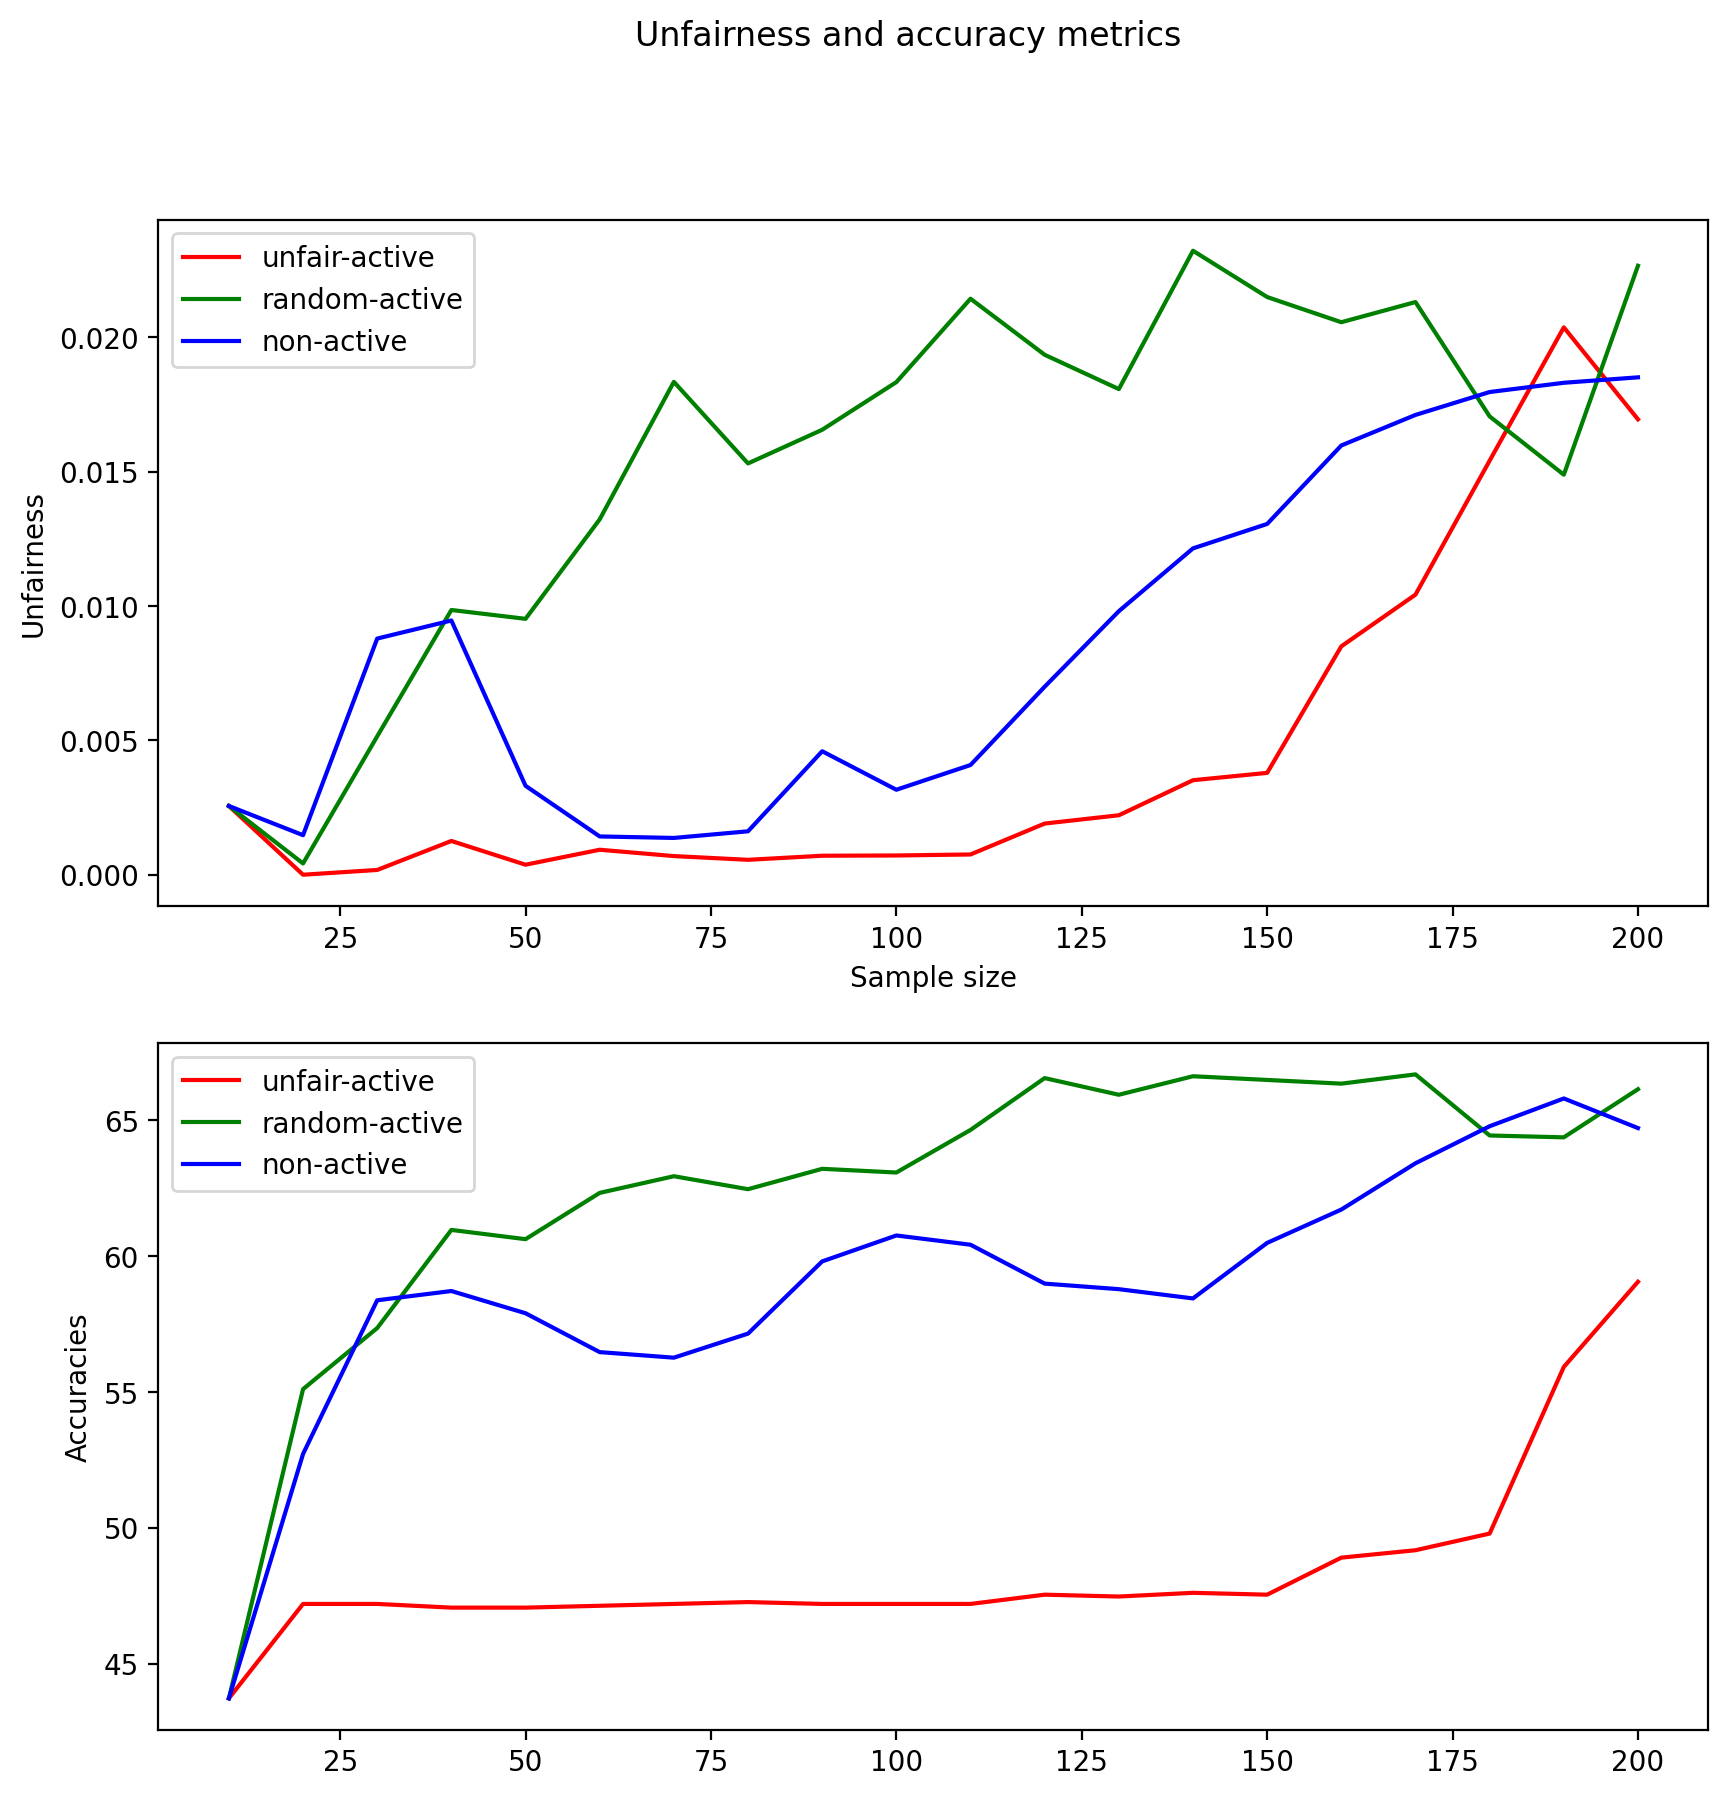 Unfairness and accuracy metrics
unfair-active
random-active
non-active
0.020
0.015
0.010
0.005
0.000
Unfairness
25 50 75 100 125 150 175 200
Sample size
unfair-active
random-active
non-active
65
60
55
50
45
Accuracies
25 50 75 100 125 150 175 200